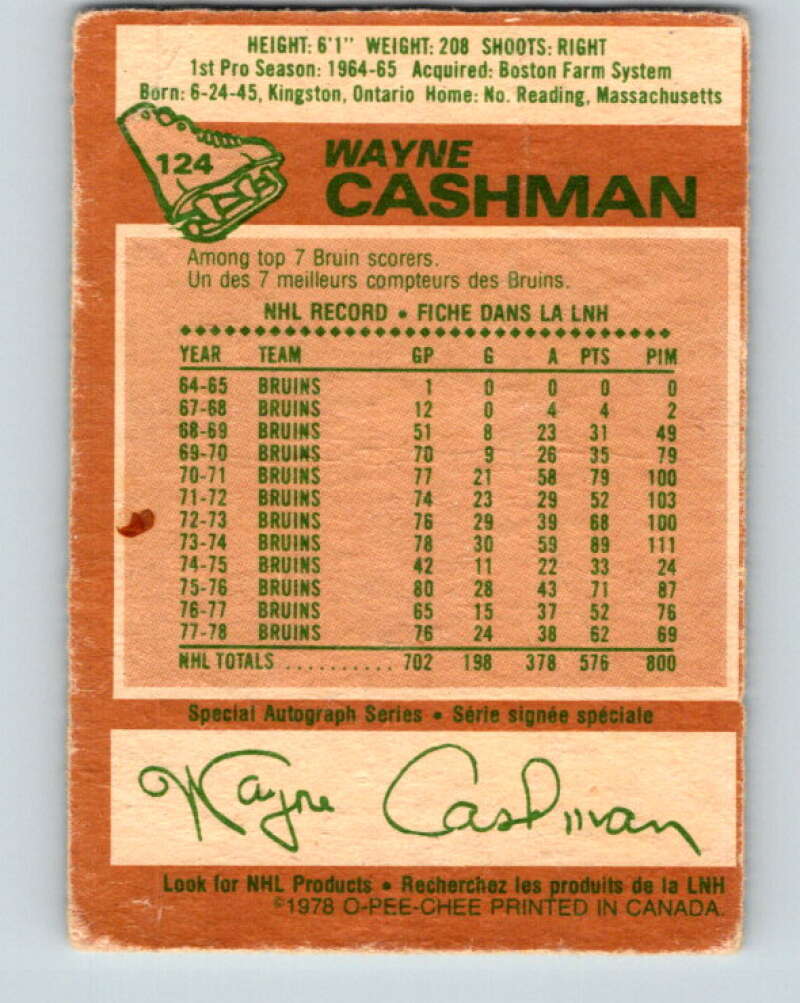 HEIGHT: 6'1" WEIGHT: 208 SHOOTS: RIGHT
1st Pro Season: 1964-65 Acquired: Boston Farm System
Born: 6-24-45, Kingston, Ontario Home: No. Reading, Massachusetts
124
WAYNE
CASHMAN
Among top 7 Bruin scorers.
Un des 7 meilleurs compteurs des Bruins.
NHL RECORD • FICHE DANS LA LNH
YEAR TEAM GP G A PTS PIM
64-65 BRUINS 1 0 0 0 0
67-68 BRUINS 12 0 4 4 2
68-69 BRUINS 51 8 23 31 49
69-70 BRUINS 70 9 26 35 79
70-71 BRUINS 77 21 58 79 100
71-72 BRUINS 74 23 29 52 103
72-73 BRUINS 76 29 39 68 100
73-74 BRUINS 78 30 59 89 111
74-75 BRUINS 42 11 22 33 24
75-76 BRUINS 80 28 43 71 87
76-77 BRUINS 65 15 37 52 76
77-78 BRUINS 76 24 38 62 69
NHL TOTALS .......... 702 198 378 576 800
Special Autograph Series • Série signée spéciale
Wayne Cashman
Look for NHL Products • Recherchez les produits de la LNH
©1978 O-PEE-CHEE PRINTED IN CANADA.